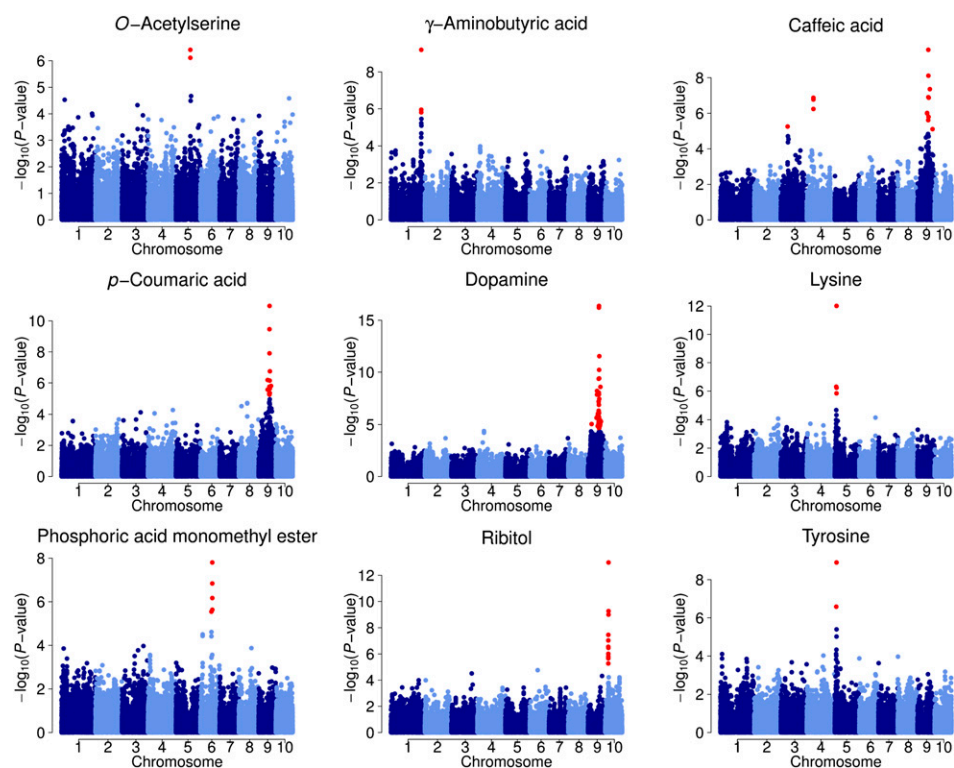 O−Acetylserine
−log10(P−value)
6
5
4
3
2
1
0
1 2 3 4 5 6 7 8 9 10
Chromosome
γ−Aminobutyric acid
−log10(P−value)
8
6
4
2
0
1 2 3 4 5 6 7 8 9 10
Chromosome
Caffeic acid
−log10(P−value)
8
6
4
2
0
1 2 3 4 5 6 7 8 9 10
Chromosome
p−Coumaric acid
−log10(P−value)
10
8
6
4
2
0
1 2 3 4 5 6 7 8 9 10
Chromosome
Dopamine
−log10(P−value)
15
10
5
0
1 2 3 4 5 6 7 8 9 10
Chromosome
Lysine
−log10(P−value)
12
10
8
6
4
2
0
1 2 3 4 5 6 7 8 9 10
Chromosome
Phosphoric acid monomethyl ester
−log10(P−value)
8
6
4
2
0
1 2 3 4 5 6 7 8 9 10
Chromosome
Ribitol
−log10(P−value)
12
10
8
6
4
2
0
1 2 3 4 5 6 7 8 9 10
Chromosome
Tyrosine
−log10(P−value)
8
6
4
2
0
1 2 3 4 5 6 7 8 9 10
Chromosome